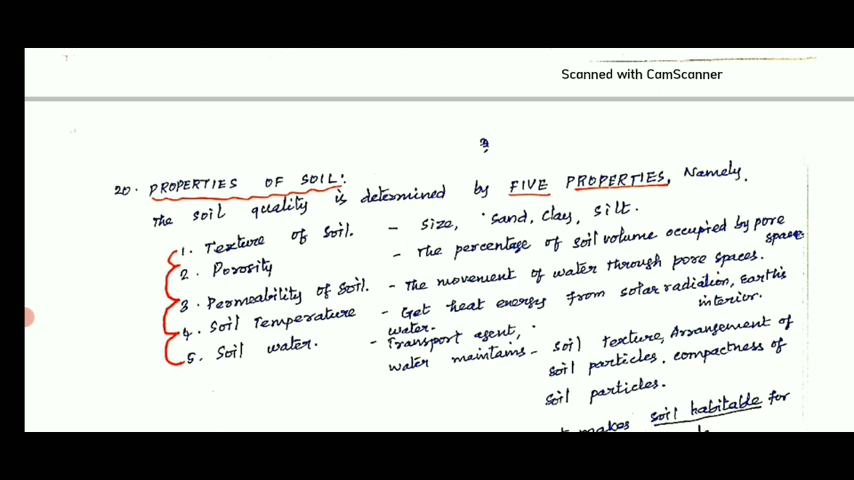 Scanned with CamScanner
20. PROPERTIES OF SOIL:
The soil quality is determined by FIVE PROPERTIES, Namely.
1. Texture of soil. - Size, Sand, Clay, Silt.
2. Porosity - The percentage of soil volume occupied by pore spaces
3. Permeability of soil. - The movement of water through pore spaces.
4. Soil Temperature - Get heat energy from solar radiation, Earth's interior.
water.
5. Soil water. - Transport agent,
water maintains - soil texture, Arrangement of
soil particles. compactness of
soil particles.
makes soil habitable for